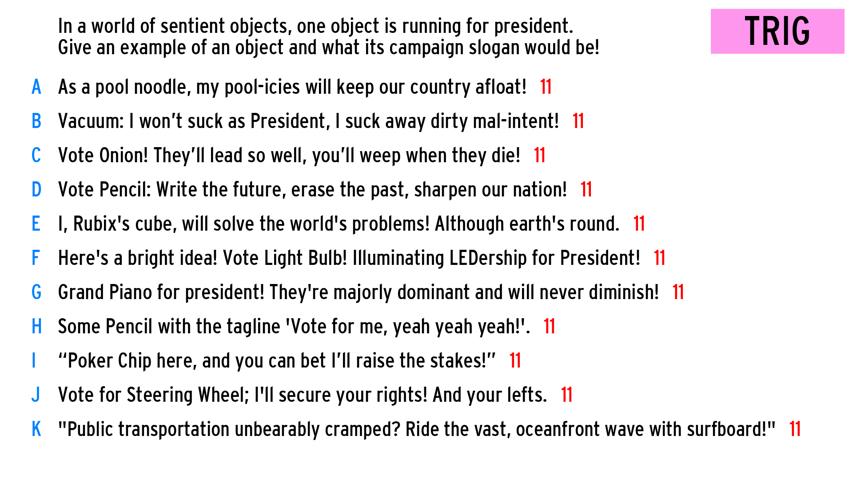 In a world of sentient objects, one object is running for president.
Give an example of an object and what its campaign slogan would be!
TRIG
A As a pool noodle, my pool-icies will keep our country afloat! 11
B Vacuum: I won't suck as President, I suck away dirty mal-intent! 11
C Vote Onion! They'll lead so well, you'll weep when they die! 11
D Vote Pencil: Write the future, erase the past, sharpen our nation! 11
E I, Rubix's cube, will solve the world's problems! Although earth's round. 11
F Here's a bright idea! Vote Light Bulb! Illuminating LEDership for President! 11
G Grand Piano for president! They're majorly dominant and will never diminish! 11
H Some Pencil with the tagline 'Vote for me, yeah yeah yeah!'. 11
I “Poker Chip here, and you can bet I'll raise the stakes!” 11
J Vote for Steering Wheel; I'll secure your rights! And your lefts. 11
K "Public transportation unbearably cramped? Ride the vast, oceanfront wave with surfboard!" 11